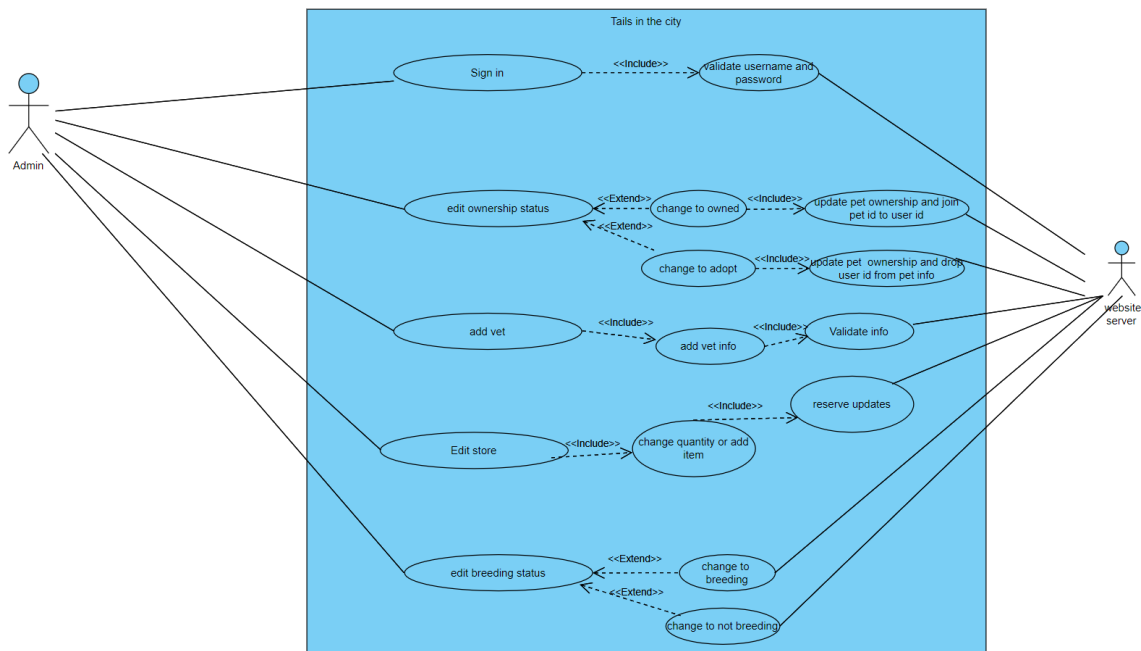 Tails in the city
Sign in
<<Include>>
validate username and
password
Admin
edit ownership status
<<Extend>>
change to owned
<<Include>>
update pet ownership and join
pet id to user id
<<Extend>>
change to adopt
<<Include>>
update pet ownership and drop
user id from pet info
website
server
add vet
<<Include>>
add vet info
<<Include>>
Validate info
Edit store
<<Include>>
change quantity or add
item
<<Include>>
reserve updates
edit breeding status
<<Extend>>
change to
breeding
<<Extend>>
change to not breeding